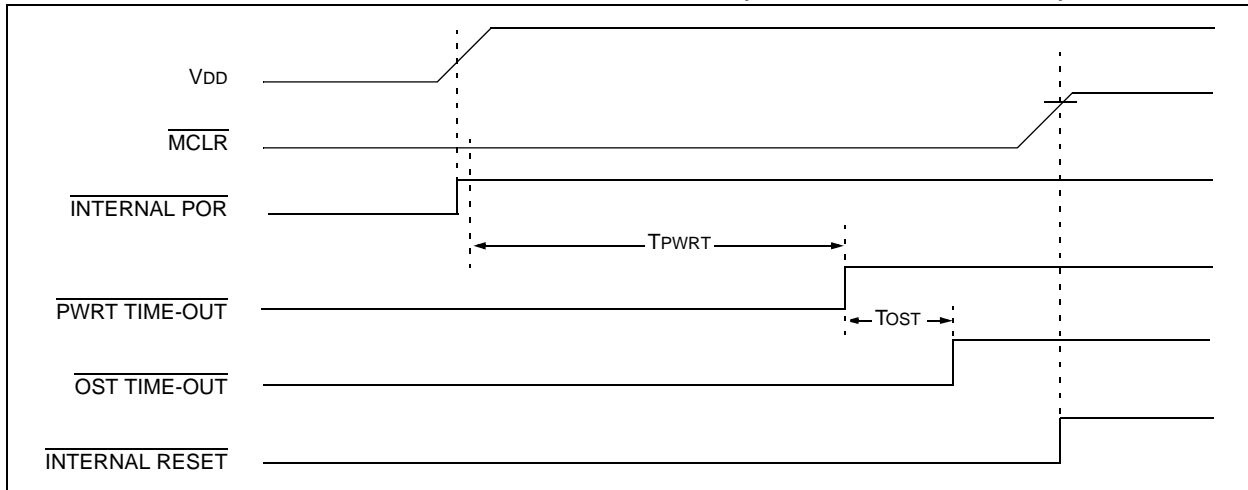 VDD
MCLR
INTERNAL POR
TPWRT
PWRT TIME-OUT
TOST
OST TIME-OUT
INTERNAL RESET